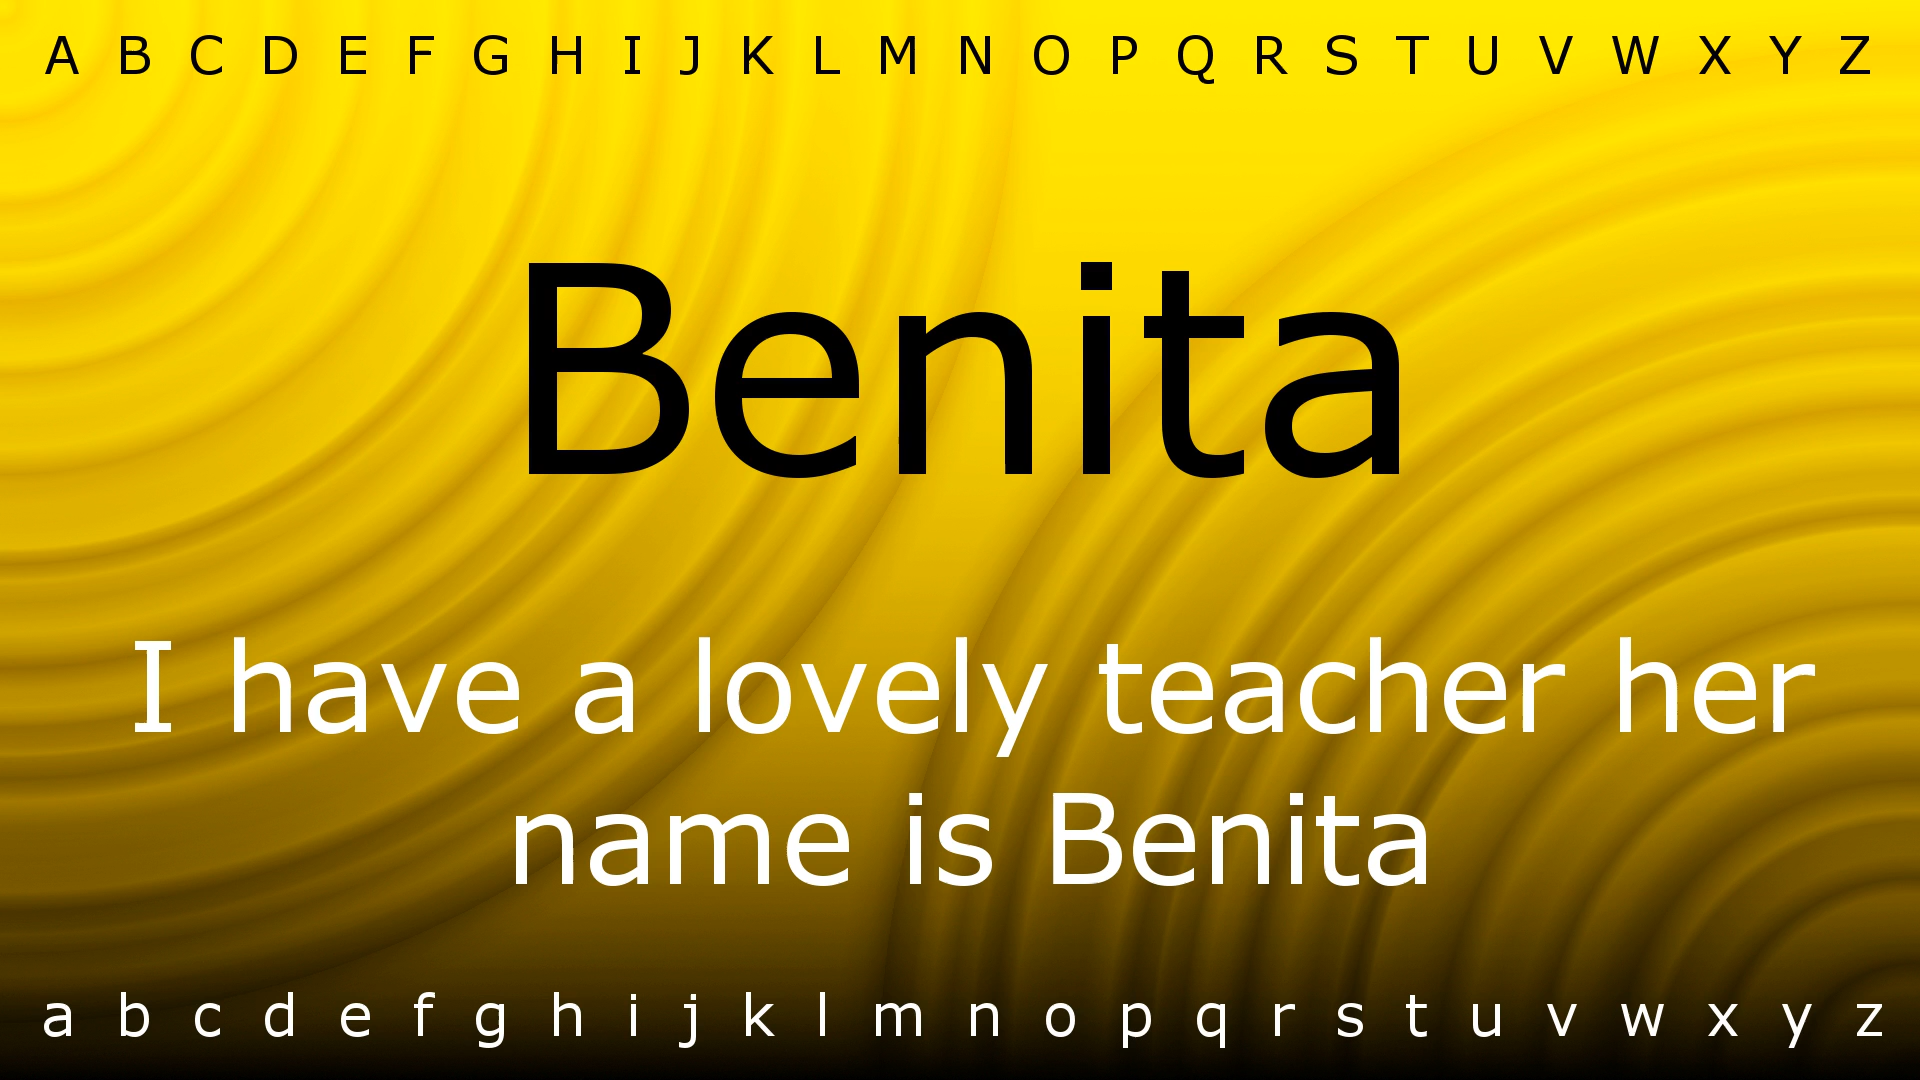 A B C D E F G H I J K L M N O P Q R S T U V W X Y Z
Benita
I have a lovely teacher her
name is Benita
a b c d e f g h i j k l m n o p q r s t u v w x y z